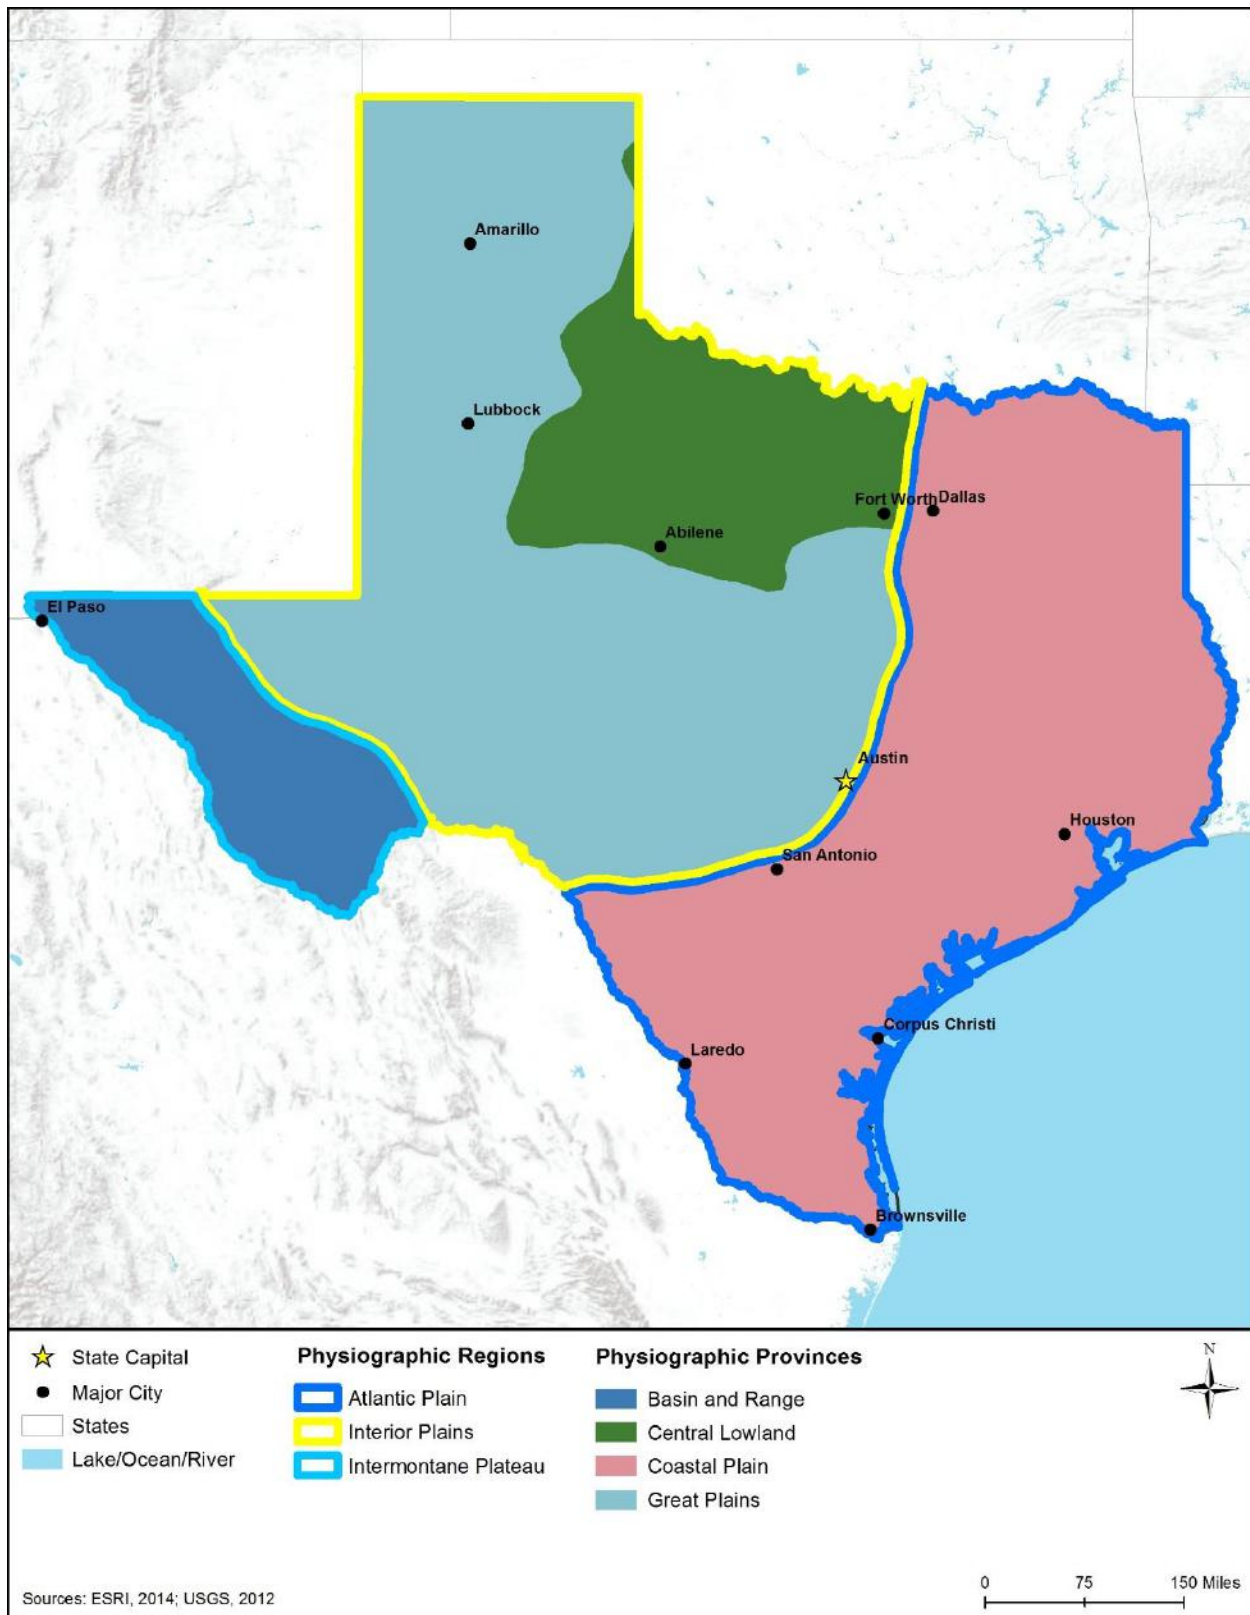 Amarillo
Lubbock
Fort Worth
Dallas
Abilene
El Paso
Austin
Houston
San Antonio
Corpus Christi
Laredo
Brownsville
State Capital
Major City
States
Lake/Ocean/River
Physiographic Regions
Atlantic Plain
Interior Plains
Intermontane Plateau
Physiographic Provinces
Basin and Range
Central Lowland
Coastal Plain
Great Plains
N
Sources: ESRI, 2014; USGS, 2012
0 75 150 Miles